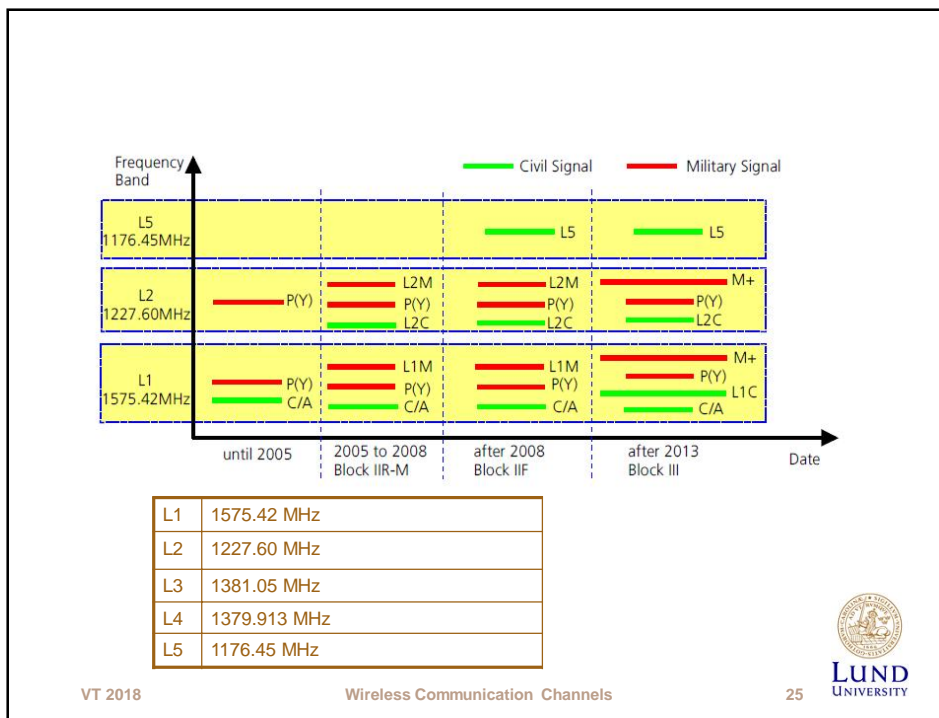 Frequency Band
Civil Signal
Military Signal
L5
1176.45MHz
L5
L5
L2
1227.60MHz
P(Y)
L2M
P(Y)
L2C
L2M
P(Y)
L2C
M+
P(Y)
L2C
L1
1575.42MHz
P(Y)
C/A
L1M
P(Y)
C/A
L1M
P(Y)
C/A
M+
P(Y)
L1C
C/A
until 2005
2005 to 2008
Block IIR-M
after 2008
Block IIF
after 2013
Block III
Date
L1 1575.42 MHz
L2 1227.60 MHz
L3 1381.05 MHz
L4 1379.913 MHz
L5 1176.45 MHz
LUND
UNIVERSITY
VT 2018 Wireless Communication Channels 25